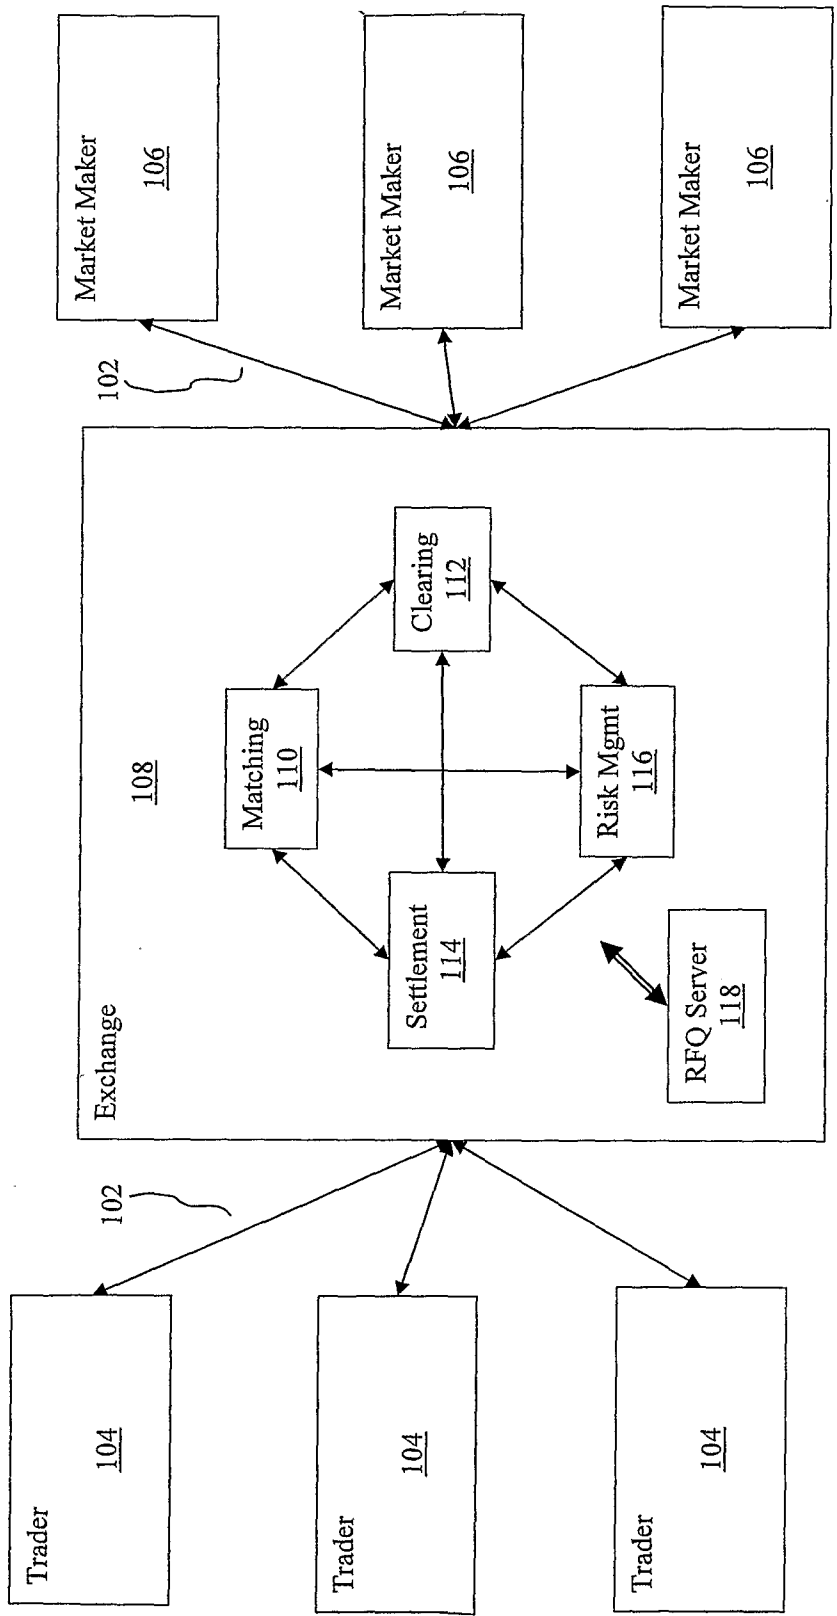 Trader
104
Trader
104
Trader
104
102
Exchange
108
Matching
110
Settlement
114
Clearing
112
Risk Mgmt
116
RFQ Server
118
102
Market Maker
106
Market Maker
106
Market Maker
106